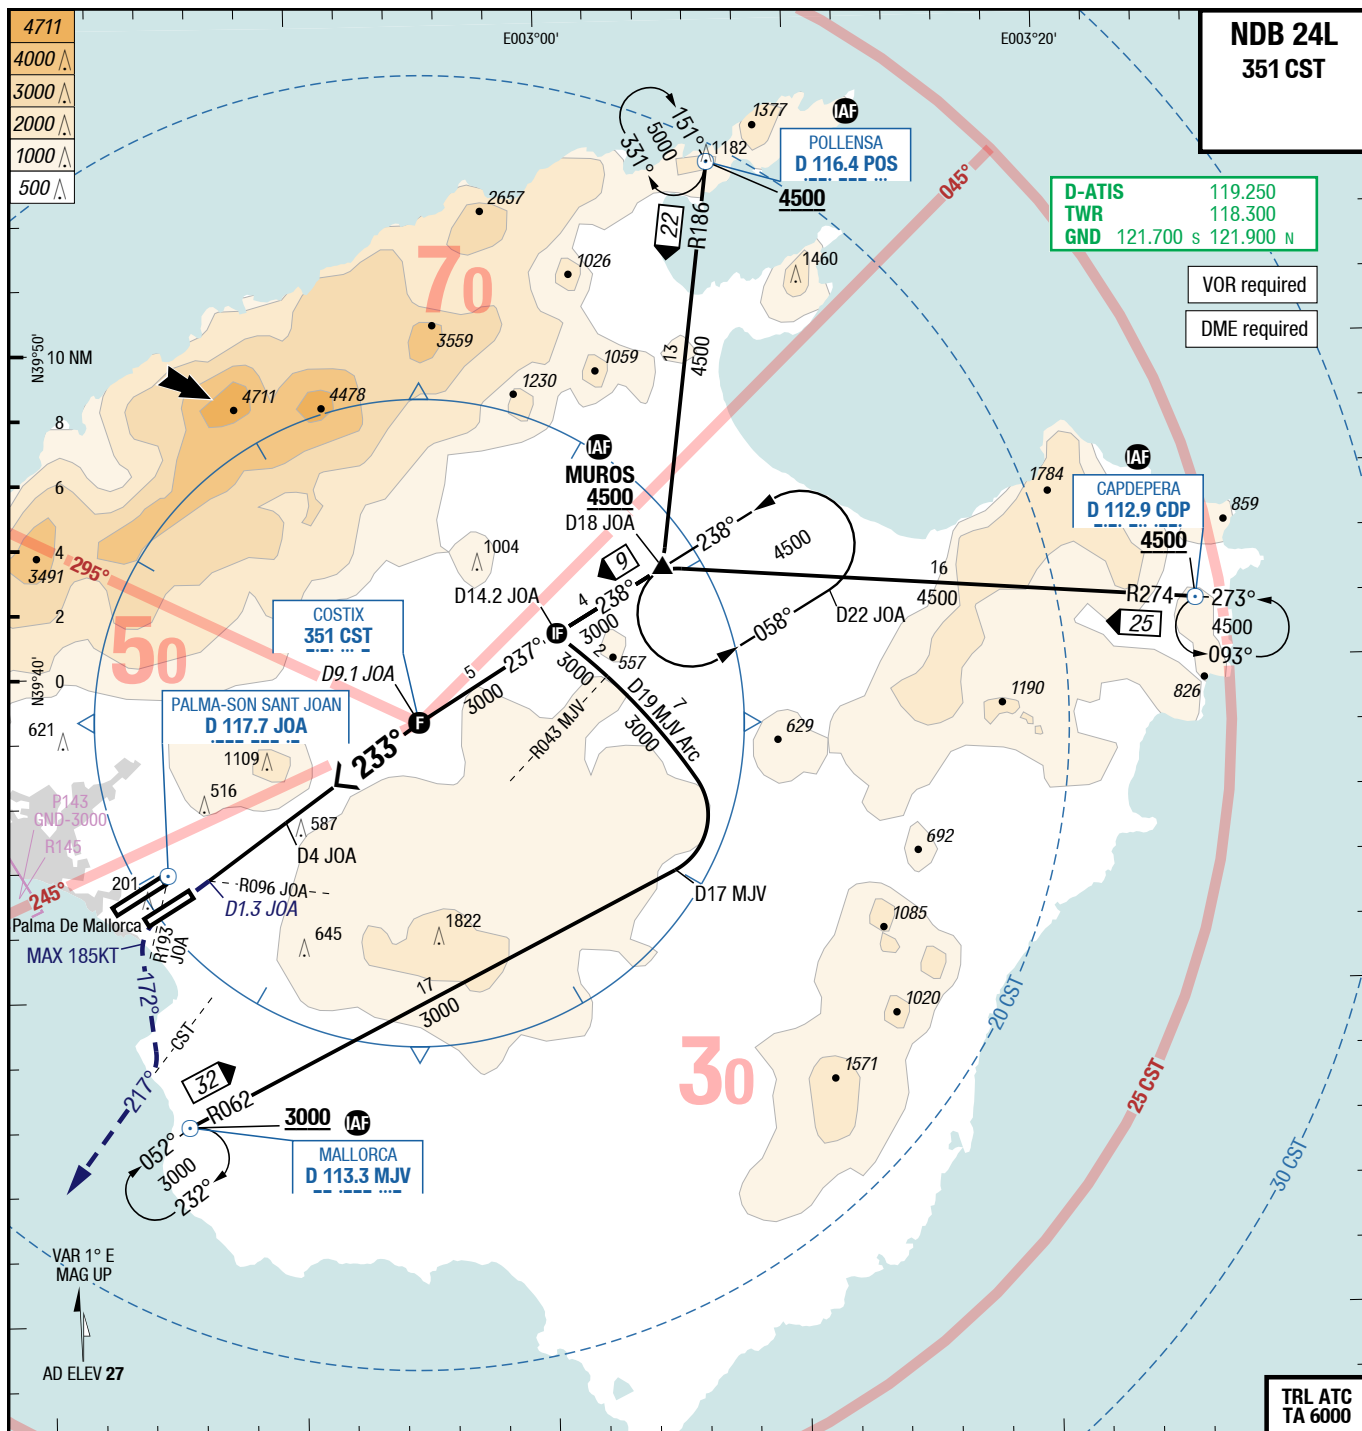 4711
4000
3000
2000
1000
500
E003°00'
E003°20'
NDB 24L
351 CST
D-ATIS 119.250
TWR 118.300
GND 121.700 S 121.900 N
VOR required
DME required
IAF
POLLENSA
D 116.4 POS
4500
1377
1182
151°
5000
331°
22
R186
045°
2657
70
1026
1460
3559
N39°50'
10 NM
13
4500
1059
1230
4711
4478
8
IAF
MUROS
4500
D18 JOA
6
1784
IAF
CAPDEPERA
D 112.9 CDP
4500
859
4
3491
295°
1004
9
238°
4500
16
4500
R274
273°
4500
093°
25
D14.2 JOA
4
238°
3000
D22 JOA
058°
2
COSTIX
351 CST
IF
237°
2
557
50
N39°40'
0
D9.1 JOA
5
3000
3000
7
D19 MJV Arc
3000
R043 MJV
1190
826
PALMA-SON SANT JOAN
D 117.7 JOA
F
621
629
233°
1109
516
P143
GND-3000
R145
587
D4 JOA
692
245°
201
R096 JOA
D1.3 JOA
D17 MJV
Palma De Mallorca
R193
JOA
MAX 185KT
645
1822
1085
172°
17
3000
1020
20 CST
CST
30
1571
25 CST
217°
32
R062
3000
IAF
MALLORCA
D 113.3 MJV
052°
3000
232°
30 CST
VAR 1° E
MAG UP
AD ELEV 27
TRL ATC
TA 6000